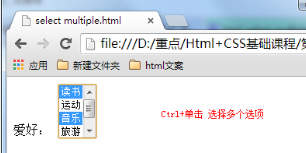 select multiple.html
file:///D:/重点/Html+CSS基础课程/
应用 新建文件夹 html文案
读书
运动
音乐
爱好: 旅游
Ctrl+单击 选择多个选项